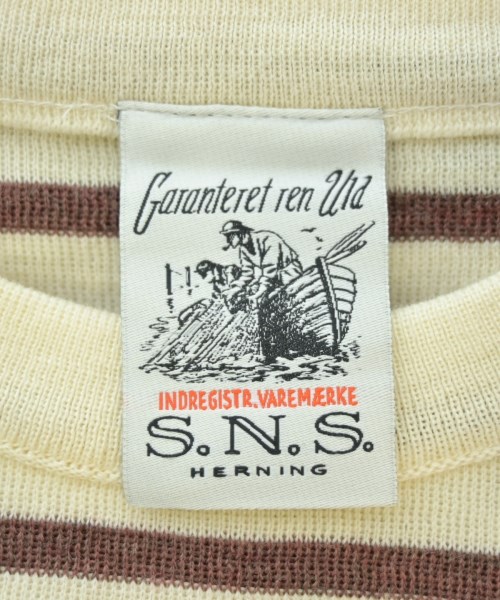 Garanteret ren Uld
INDREGISTR.VAREMÆRKE
S.N.S.
HERNING